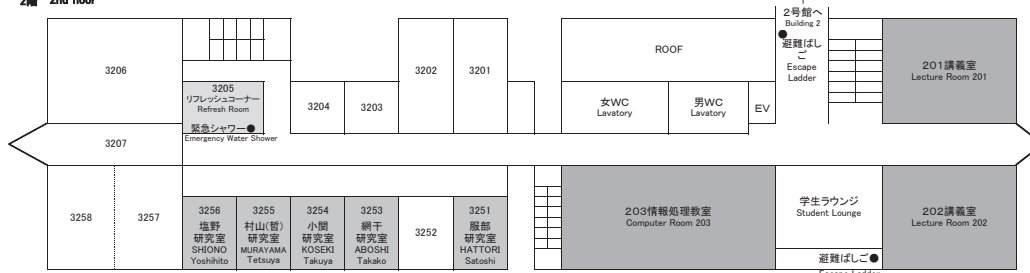 2階 2nd floor
2号館へ
Building 2
避難ばし
ご
Escape
Ladder
3206
3205
リフレッシュコーナー
Refresh Room
緊急シャワー
Emergency Water Shower
3204
3203
3202
3201
ROOF
女WC
Lavatory
男WC
Lavatory
EV
201講義室
Lecture Room 201
3207
3258
3257
3256
塩野
研究室
SHIONO
Yoshihito
3255
村山(哲)
研究室
MURAYAMA
Tetsuya
3254
小関
研究室
KOSEKI
Takuya
3253
網干
研究室
ABOSHI
Takako
3252
3251
服部
研究室
HATTORI
Satoshi
203情報処理教室
Computer Room 203
学生ラウンジ
Student Lounge
避難ばしご
Escape Ladder
202講義室
Lecture Room 202